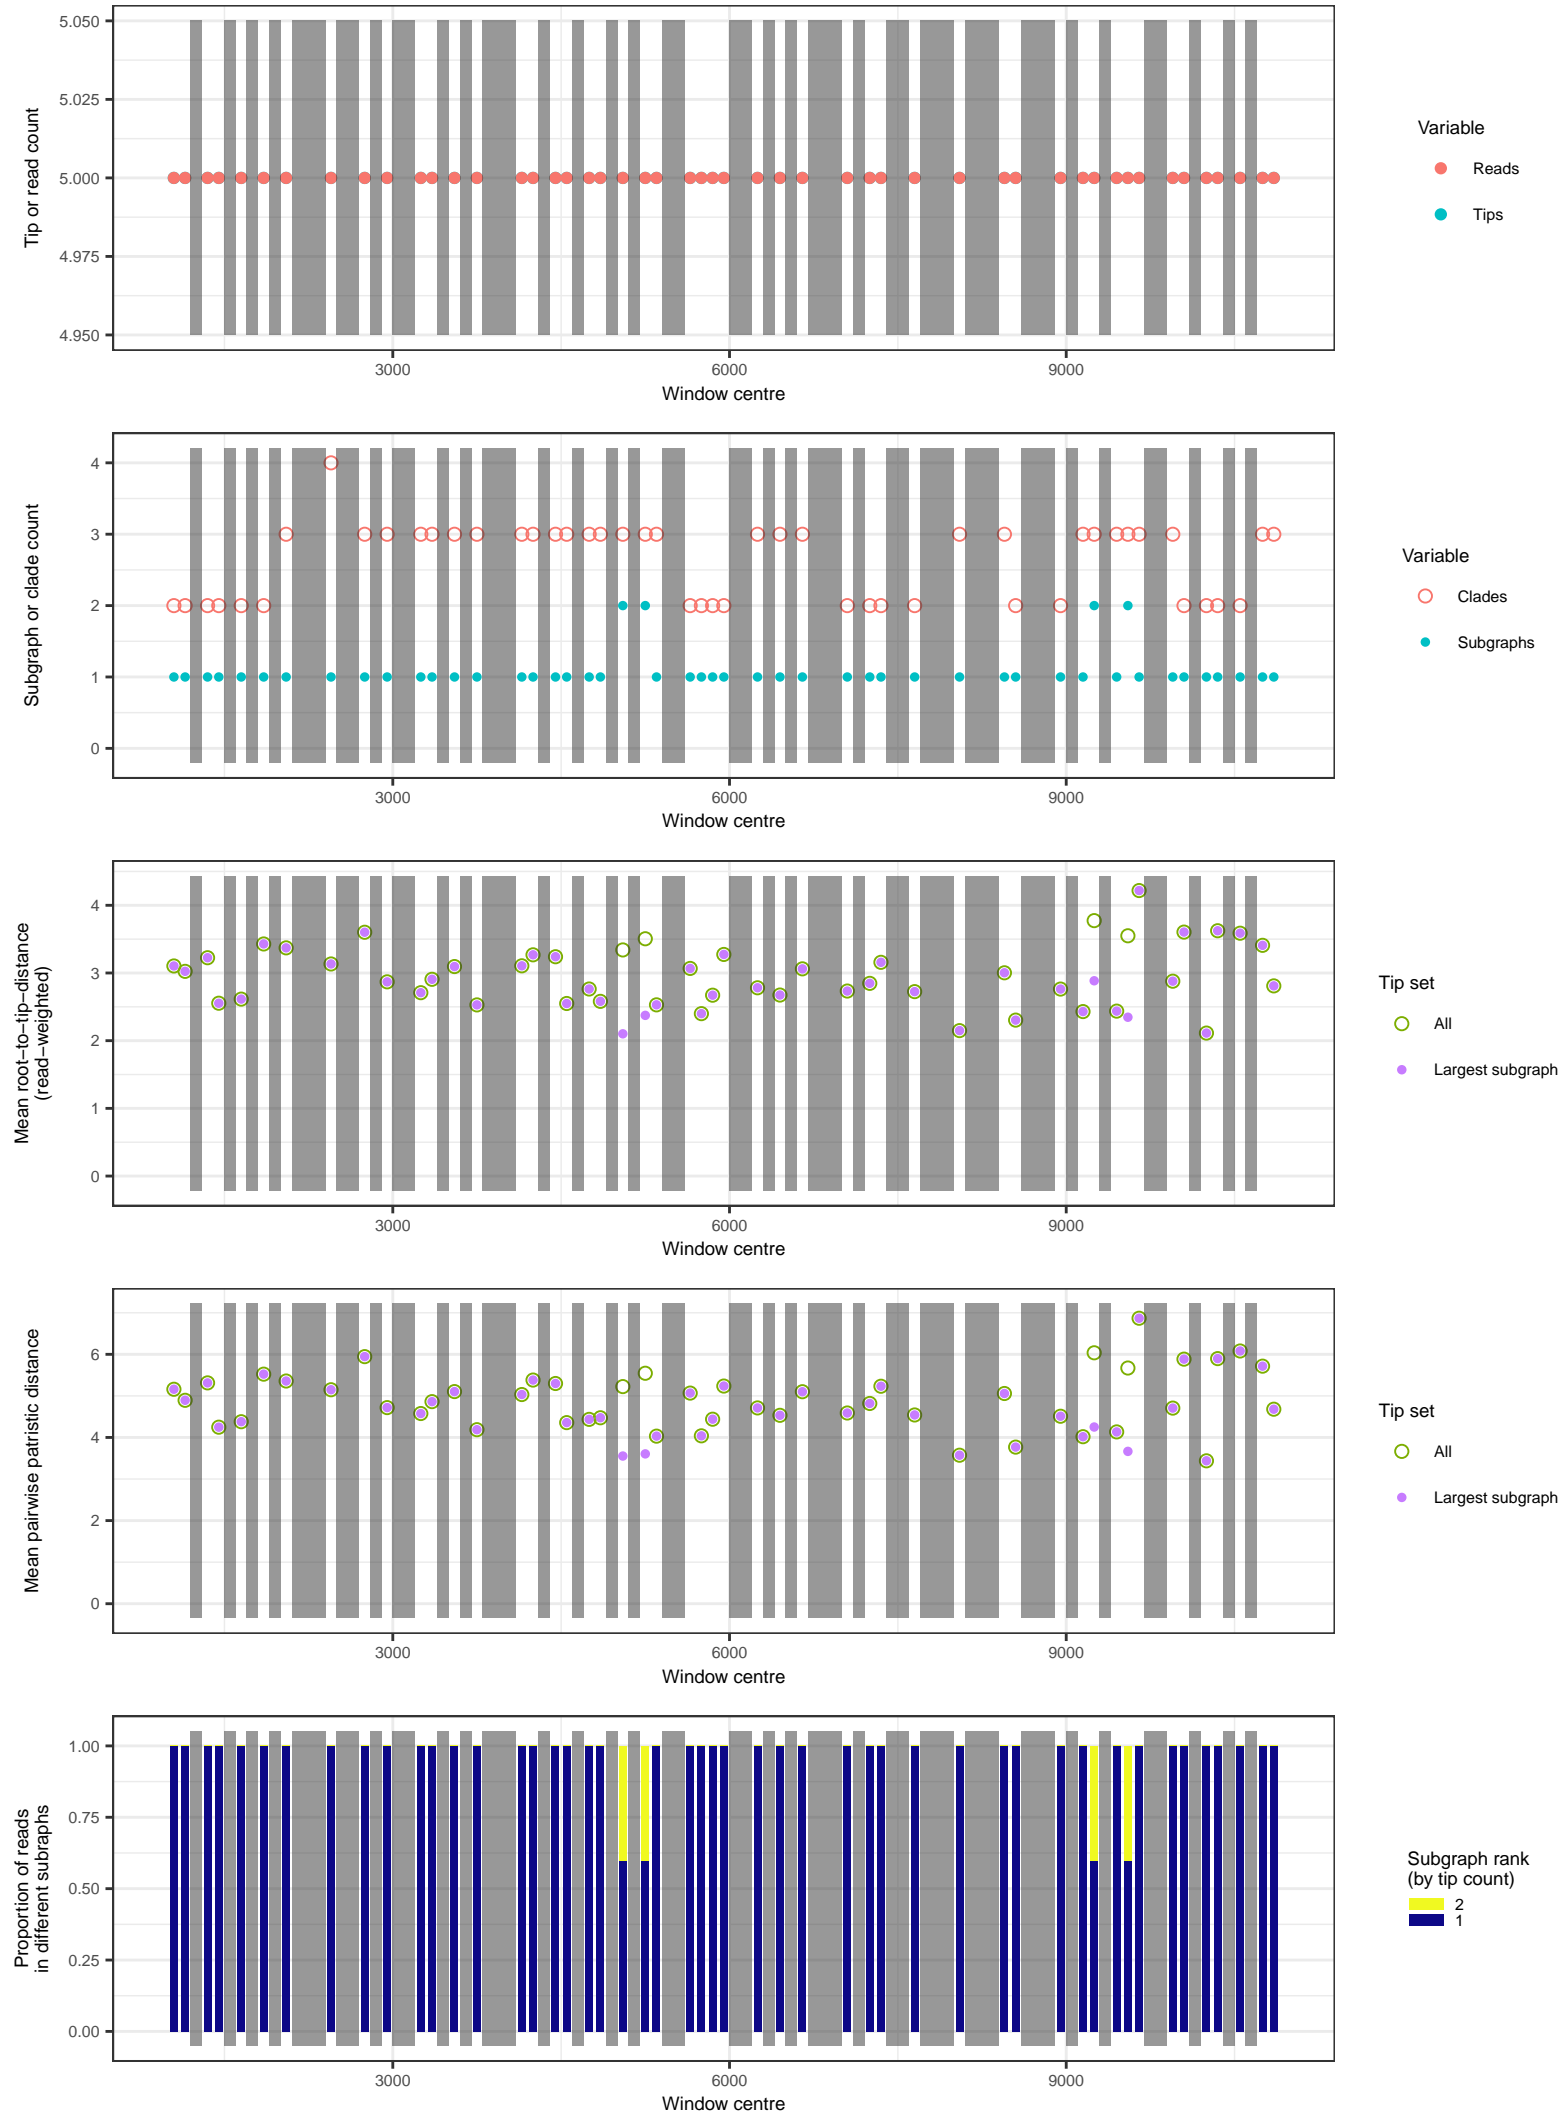 5.050
5.025
5.000
4.975
4.950
Tip or read count
3000
6000
9000
Window centre
Variable
Reads
Tips
4
3
2
1
0
Subgraph or clade count
3000
6000
9000
Window centre
Variable
Clades
Subgraphs
4
3
2
1
0
Mean root-to-tip-distance
(read-weighted)
3000
6000
9000
Window centre
Tip set
All
Largest subgraph
6
4
2
0
Mean pairwise patristic distance
3000
6000
9000
Window centre
Tip set
All
Largest subgraph
1.00
0.75
0.50
0.25
0.00
Proportion of reads
in different subraphs
3000
6000
9000
Window centre
Subgraph rank
(by tip count)
2
1